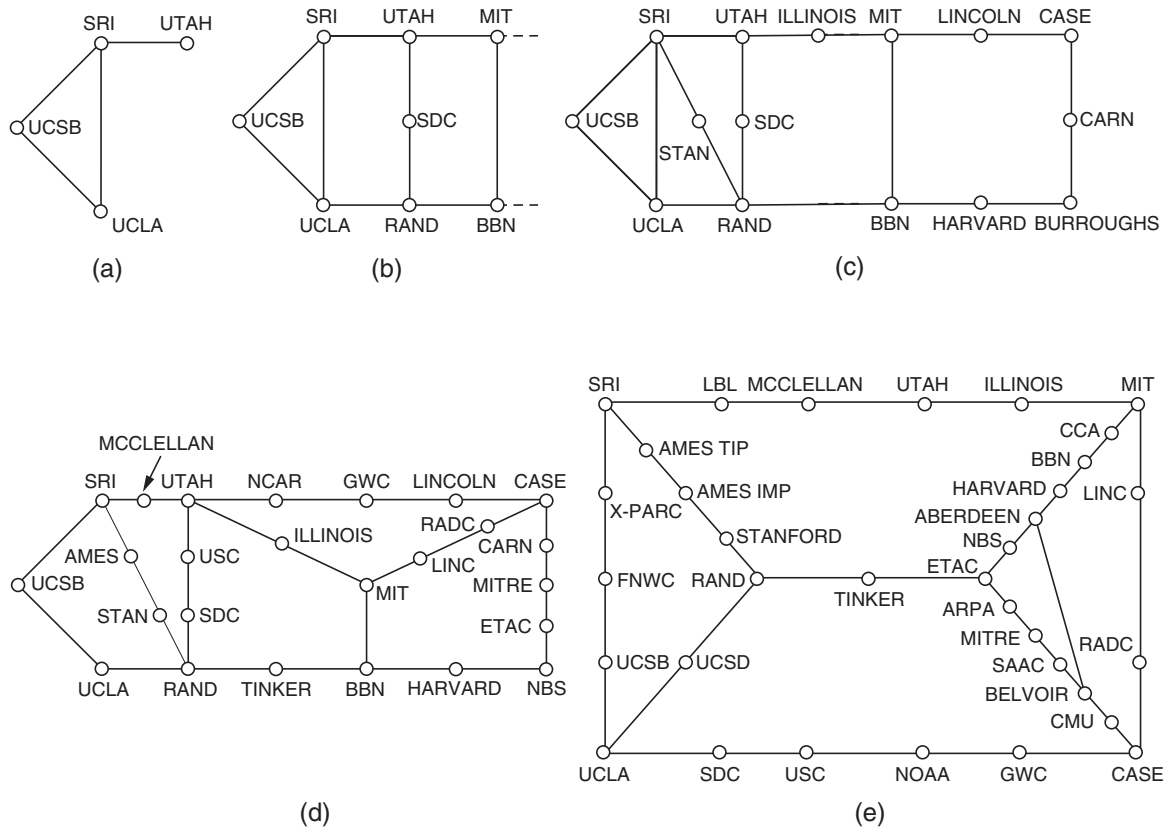 SRI UTAH
UCSB
UCLA
(a)
SRI UTAH MIT
UCSB SDC
UCLA RAND BBN
(b)
SRI UTAH ILLINOIS MIT LINCOLN CASE
UCSB STAN SDC CARN
UCLA RAND BBN HARVARD BURROUGHS
(c)
MCCLELLAN
SRI UTAH NCAR GWC LINCOLN CASE
RADC
ILLINOIS
CARN
AMES USC
LINC
UCSB MIT MITRE
STAN SDC
ETAC
UCLA RAND TINKER BBN HARVARD NBS
(d)
SRI LBL MCCLELLAN UTAH ILLINOIS MIT
CCA
AMES TIP
BBN
AMES IMP HARVARD LINC
X-PARC
ABERDEEN
STANFORD NBS
ETAC
FNWC RAND
TINKER
ARPA
MITRE
UCSB UCSD SAAC RADC
BELVOIR
CMU
UCLA SDC USC NOAA GWC CASE
(e)